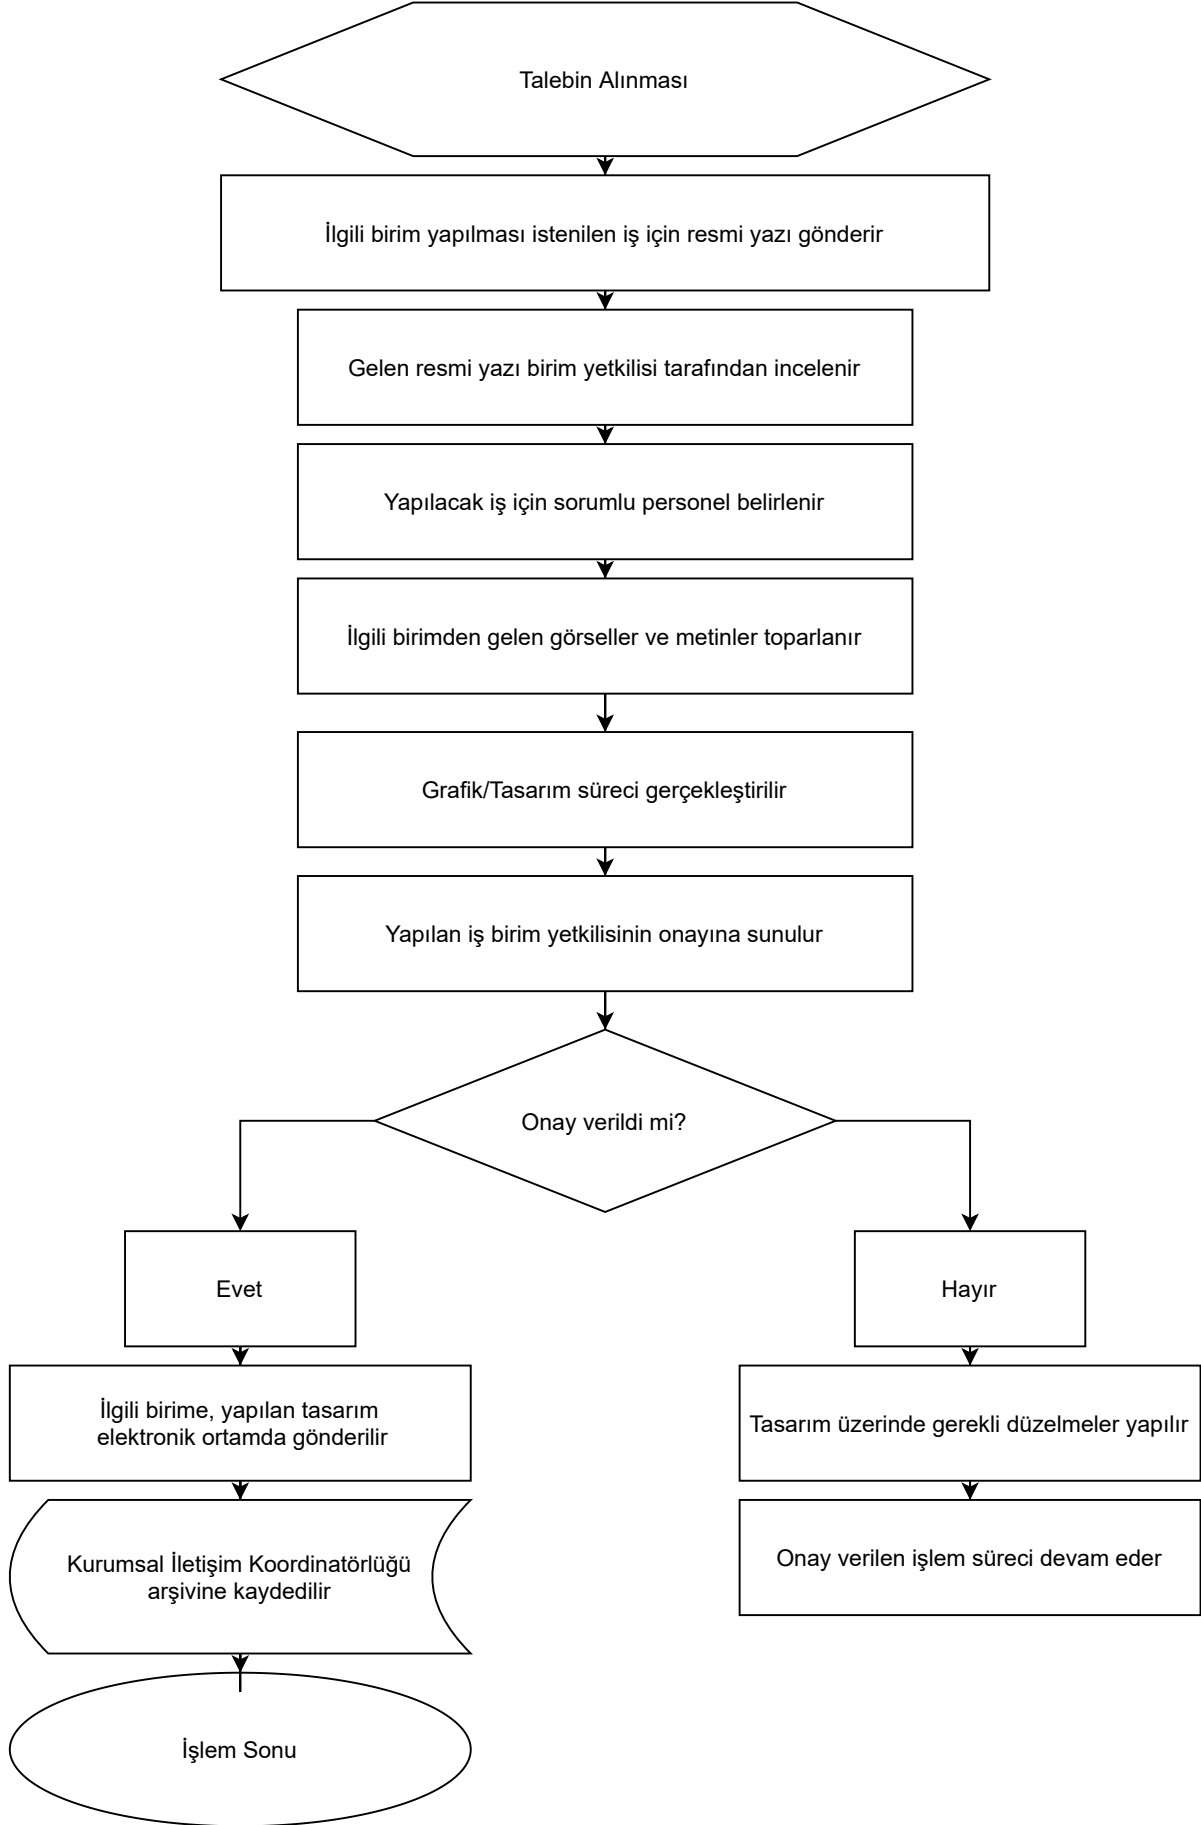 Talebin Alınması
İlgili birim yapılması istenilen iş için resmi yazı gönderir
Gelen resmi yazı birim yetkilisi tarafından incelenir
Yapılacak iş için sorumlu personel belirlenir
İlgili birimden gelen görseller ve metinler toparlanır
Grafik/Tasarım süreci gerçekleştirilir
Yapılan iş birim yetkilisinin onayına sunulur
Onay verildi mi?
Evet
Hayır
İlgili birime, yapılan tasarım
elektronik ortamda gönderilir
Tasarım üzerinde gerekli düzelmeler yapılır
Kurumsal İletişim Koordinatörlüğü
arşivine kaydedilir
Onay verilen işlem süreci devam eder
İşlem Sonu